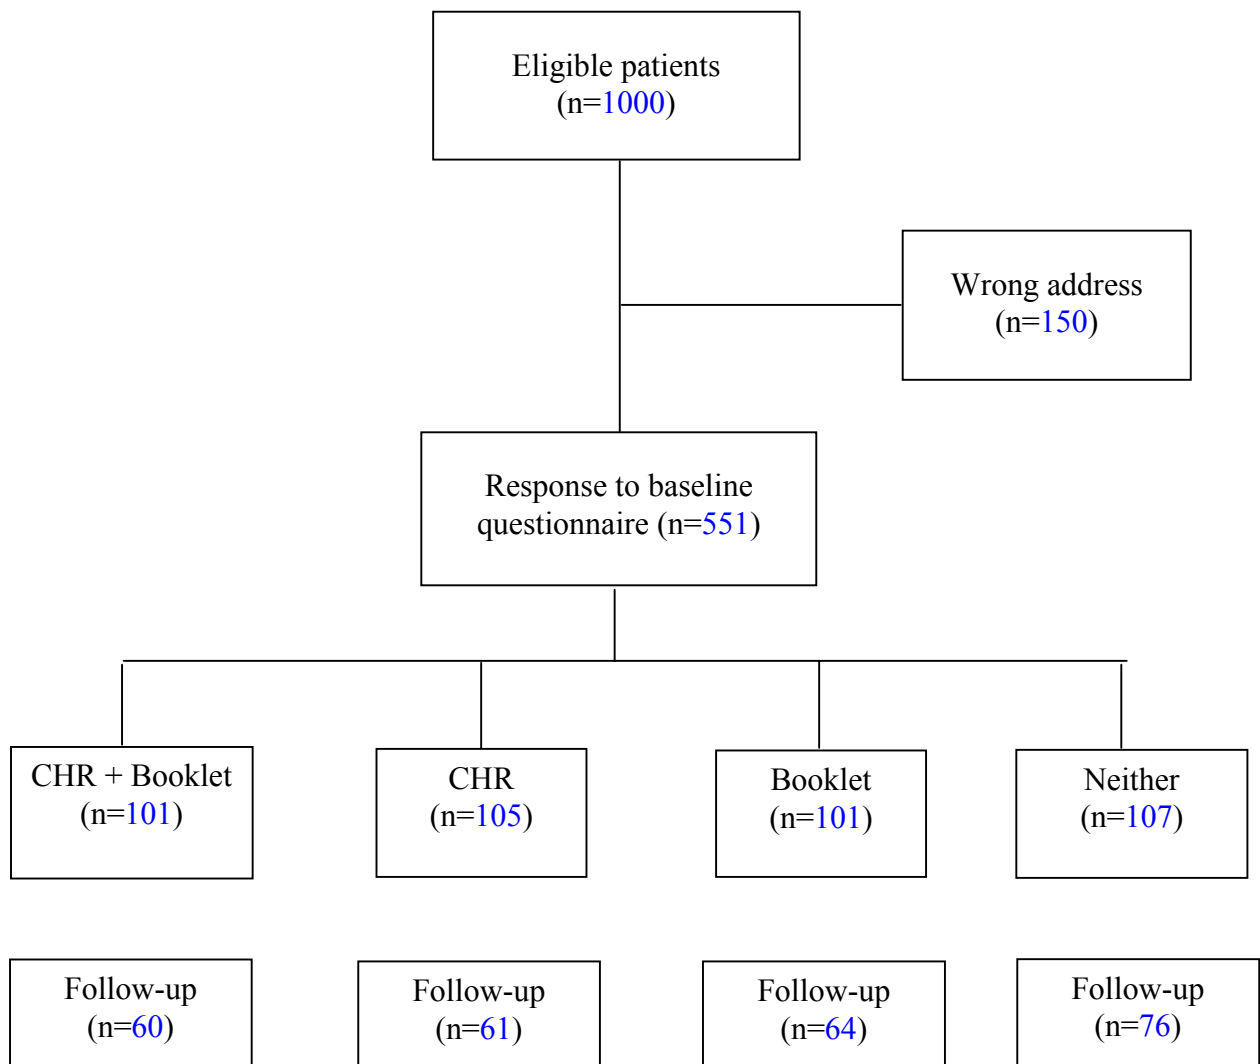 Eligible patients
(n=1000)
Wrong address
(n=150)
Response to baseline
questionnaire (n=551)
CHR + Booklet
(n=101)
CHR
(n=105)
Booklet
(n=101)
Neither
(n=107)
Follow-up
(n=60)
Follow-up
(n=61)
Follow-up
(n=64)
Follow-up
(n=76)